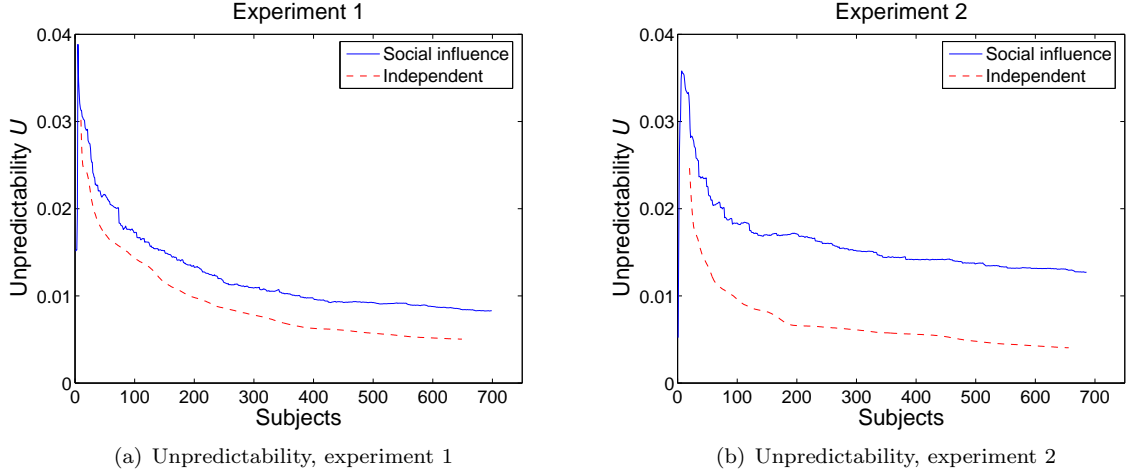 Experiment 1
Unpredictability U
0.04
0.03
0.02
0.01
0
Social influence
Independent
0 100 200 300 400 500 600 700
Subjects
(a) Unpredictability, experiment 1
Experiment 2
Unpredictability U
0.04
0.03
0.02
0.01
0
Social influence
Independent
0 100 200 300 400 500 600 700
Subjects
(b) Unpredictability, experiment 2